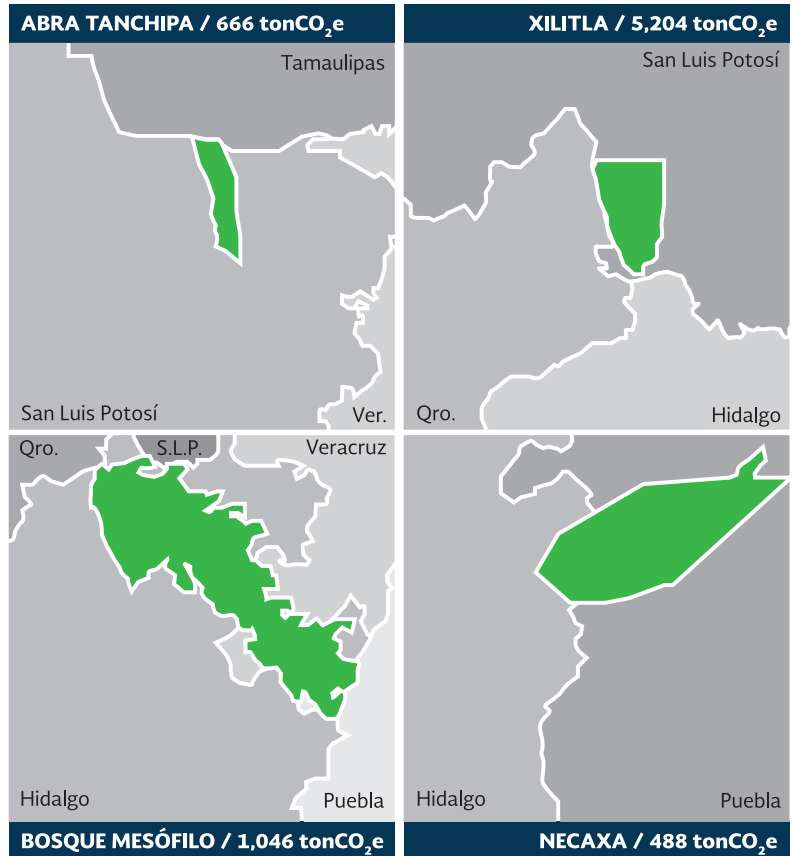 ABRA TANCHIPA / 666 tonCO₂e
Tamaulipas
San Luis Potosí
Ver.
XILITLA / 5,204 tonCO₂e
San Luis Potosí
Qro.
Hidalgo
Qro.
S.L.P.
Veracruz
Hidalgo
Puebla
BOSQUE MESÓFILO / 1,046 tonCO₂e
Hidalgo
Puebla
NECAXA / 488 tonCO₂e